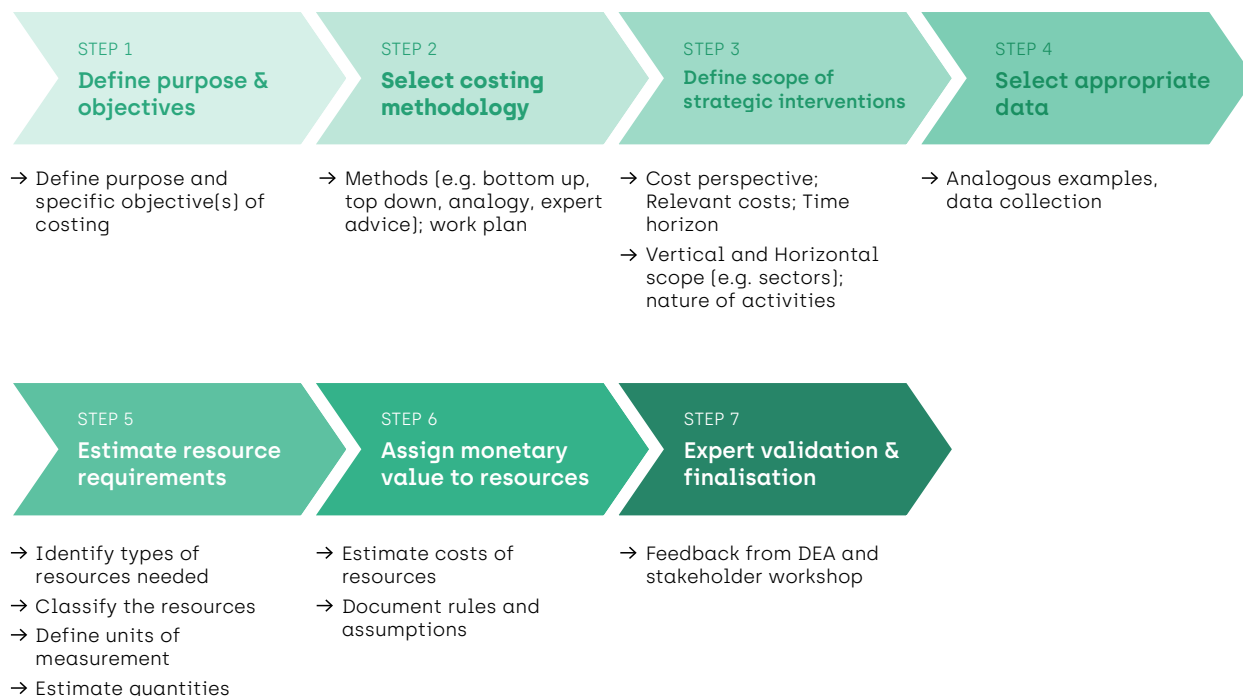 STEP 1
Define purpose &
objectives
STEP 2
Select costing
methodology
STEP 3
Define scope of
strategic interventions
STEP 4
Select appropriate
data
→ Define purpose and
specific objective(s) of
costing
→ Methods (e.g. bottom up,
top down, analogy, expert
advice); work plan
→ Cost perspective;
Relevant costs; Time
horizon
→ Vertical and Horizontal
scope (e.g. sectors);
nature of activities
→ Analogous examples,
data collection
STEP 5
Estimate resource
requirements
STEP 6
Assign monetary
value to resources
STEP 7
Expert validation &
finalisation
→ Identify types of
resources needed
→ Classify the resources
→ Define units of
measurement
→ Estimate quantities
→ Estimate costs of
resources
→ Document rules and
assumptions
→ Feedback from DEA and
stakeholder workshop